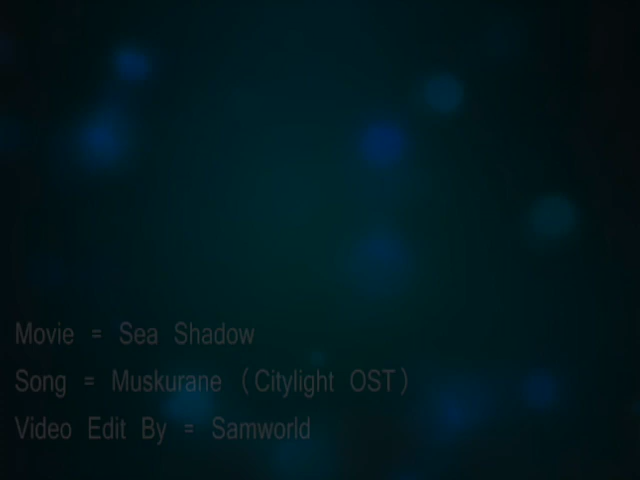 Movie = Sea Shadow
Song = Muskurane (Citylight OST)
Video Edit By = Samworld